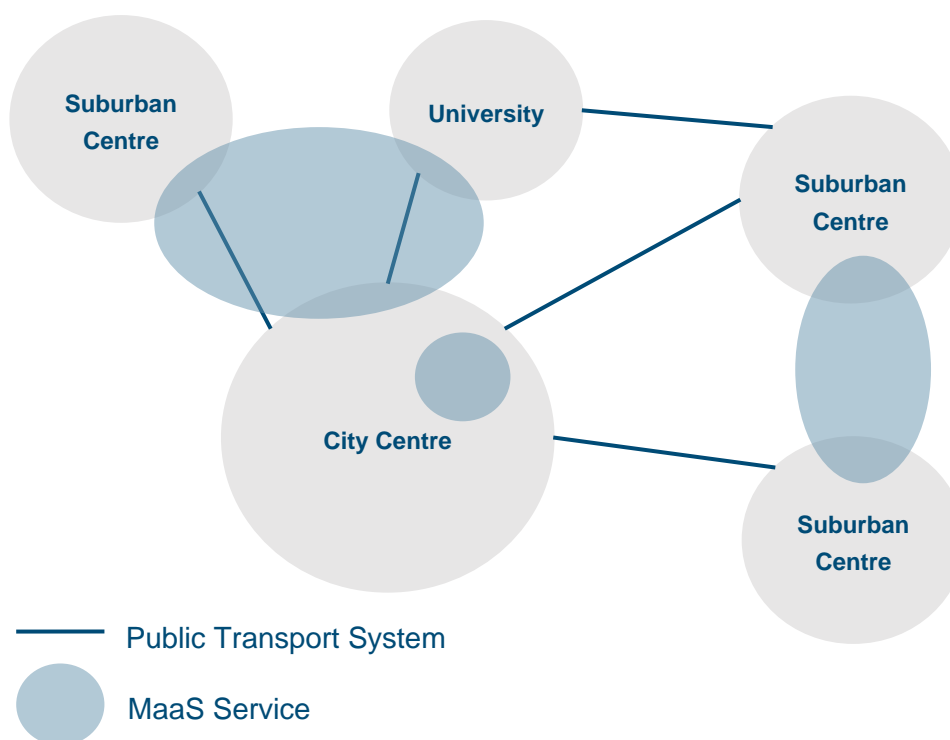 Suburban
Centre
University
Suburban
Centre
City Centre
Suburban
Centre
Public Transport System
MaaS Service